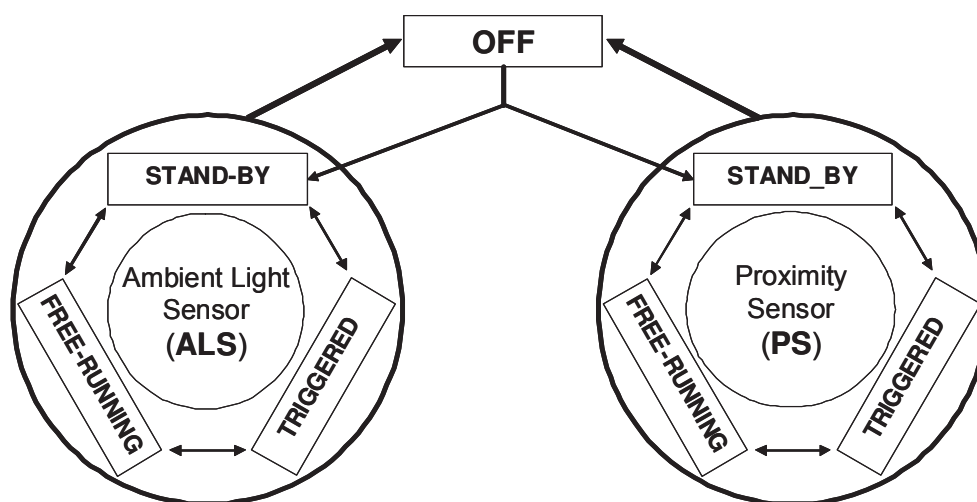 OFF
STAND-BY
Ambient Light
Sensor
(ALS)
FREE-RUNNING
TRIGGERED
STAND_BY
Proximity
Sensor
(PS)
FREE-RUNNING
TRIGGERED